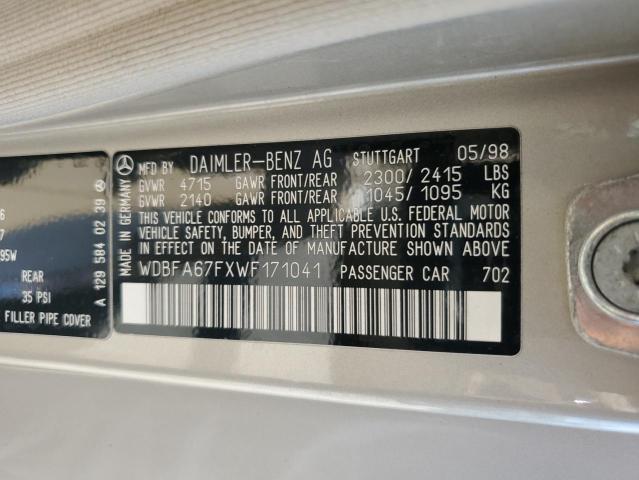 MFD BY DAIMLER-BENZ AG STUTTGART 05/98
GVWR 4715 GAWR FRONT/REAR 2300/2415 LBS
GVWR 2140 GAWR FRONT/REAR 1045/1095 KG
THIS VEHICLE CONFORMS TO ALL APPLICABLE U.S. FEDERAL MOTOR
VEHICLE SAFETY, BUMPER, AND THEFT PREVENTION STANDARDS
IN EFFECT ON THE DATE OF MANUFACTURE SHOWN ABOVE.
WDBFA67FXWF171041 PASSENGER CAR 702
MADE IN GERMANY
A 129 584 02 39
6
7
95W
REAR
35 PSI
FILLER PIPE COVER